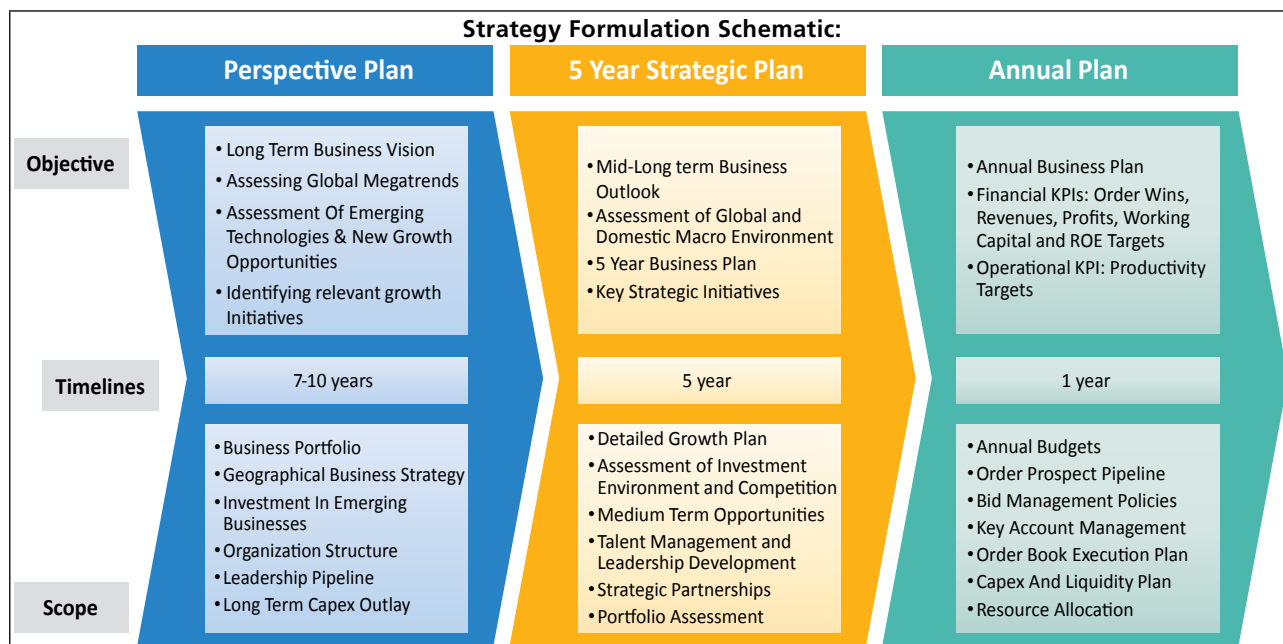 Strategy Formulation Schematic:
Perspective Plan
5 Year Strategic Plan
Annual Plan
Objective
• Long Term Business Vision
• Assessing Global Megatrends
• Assessment Of Emerging
Technologies & New Growth
Opportunities
• Identifying relevant growth
Initiatives
• Mid-Long term Business
Outlook
• Assessment of Global and
Domestic Macro Environment
• 5 Year Business Plan
• Key Strategic Initiatives
• Annual Business Plan
• Financial KPIs: Order Wins,
Revenues, Profits, Working
Capital and ROE Targets
• Operational KPI: Productivity
Targets
Timelines
7-10 years
5 year
1 year
Scope
• Business Portfolio
• Geographical Business Strategy
• Investment In Emerging
Businesses
• Organization Structure
• Leadership Pipeline
• Long Term Capex Outlay
• Detailed Growth Plan
• Assessment of Investment
Environment and Competition
• Medium Term Opportunities
• Talent Management and
Leadership Development
• Strategic Partnerships
• Portfolio Assessment
• Annual Budgets
• Order Prospect Pipeline
• Bid Management Policies
• Key Account Management
• Order Book Execution Plan
• Capex And Liquidity Plan
• Resource Allocation